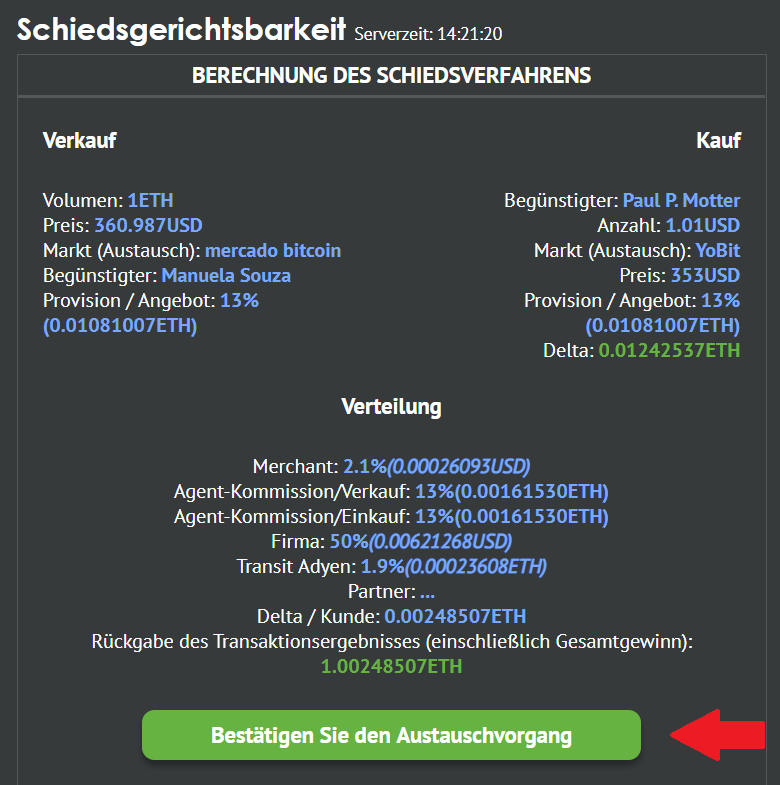 Schiedsgerichtsbarkeit Serverzeit: 14:21:20
BERECHNUNG DES SCHIEDSVERFAHRENS
Verkauf
Volumen: 1ETH
Preis: 360.987USD
Markt (Austausch): mercado bitcoin
Begünstigter: Manuela Souza
Provision / Angebot: 13%
(0.01081007ETH)
Kauf
Begünstigter: Paul P. Motter
Anzahl: 1.01USD
Markt (Austausch): YoBit
Preis: 353USD
Provision / Angebot: 13%
(0.01081007ETH)
Delta: 0.01242537ETH
Verteilung
Merchant: 2.1%(0.00026093USD)
Agent-Kommission/Verkauf: 13%(0.00161530ETH)
Agent-Kommission/Einkauf: 13%(0.00161530ETH)
Firma: 50%(0.00621268USD)
Transit Adyen: 1.9%(0.00023608ETH)
Partner: ...
Delta / Kunde: 0.00248507ETH
Rückgabe des Transaktionsergebnisses (einschließlich Gesamtgewinn):
1.00248507ETH
Bestätigen Sie den Austauschvorgang